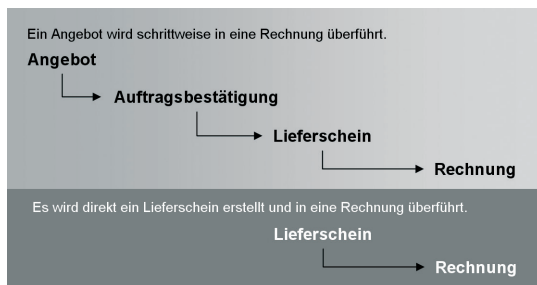 Ein Angebot wird schrittweise in eine Rechnung überführt.
Angebot
Auftragsbestätigung
Lieferschein
Rechnung
Es wird direkt ein Lieferschein erstellt und in eine Rechnung überführt.
Lieferschein
Rechnung